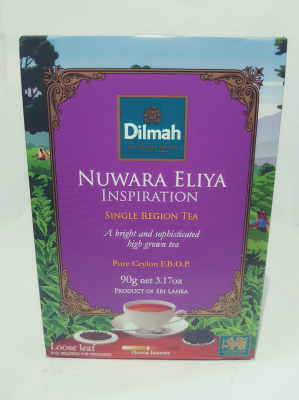 Dilmah
NUWARA ELIYA
INSPIRATION
SINGLE REGION TEA
A bright and sophisticated
high grown tea
Pure Ceylon F.B.O.P.
90g net 3.17oz
PRODUCT OF SRI LANKA
Loose leaf
Flavour Intensity